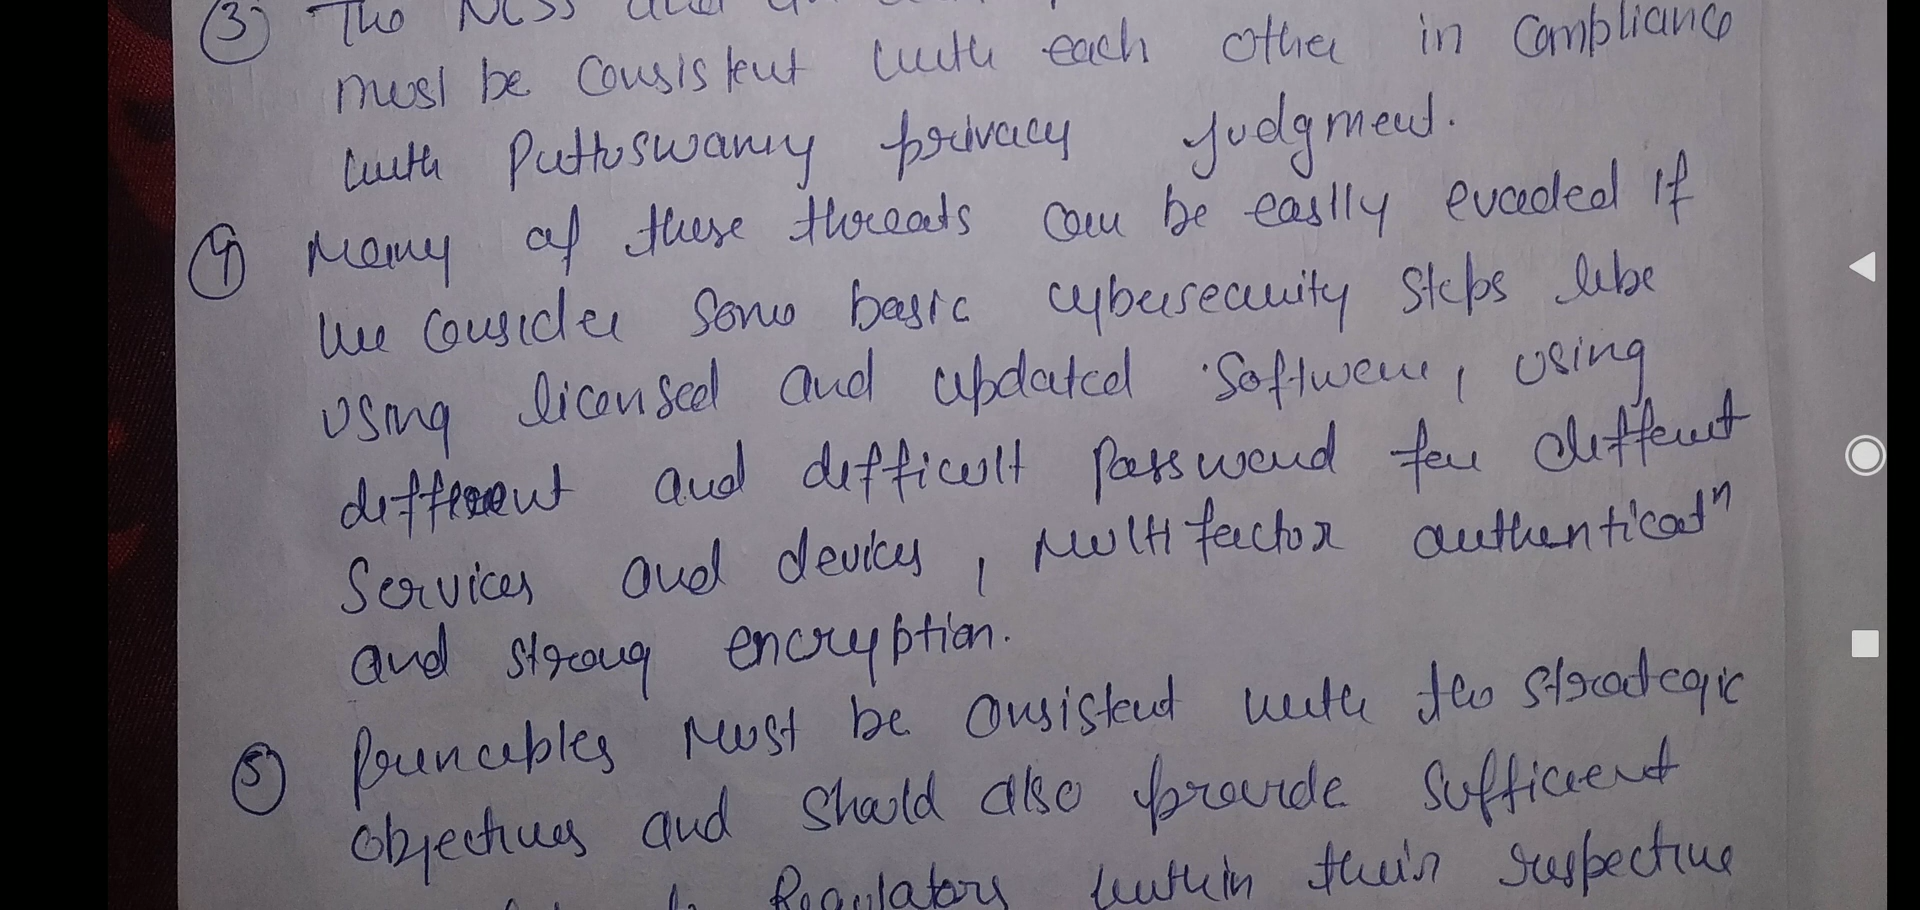 ③ The NCSS and
must be Consistent with each other in Compliance
with Puttuswamy privacy Judgment.
④ Many of these threats can be easlly evaded if
we Consider Some basic cybersecurity Steps like
Using licensed and updated Software, using
different and difficult Password for different
Services and devices, Multi factor authenticatⁿ
and strong encryption.
⑤ Principles Must be Consistent with the strategic
Objectives and should also provide Sufficient
Regulators within their respective